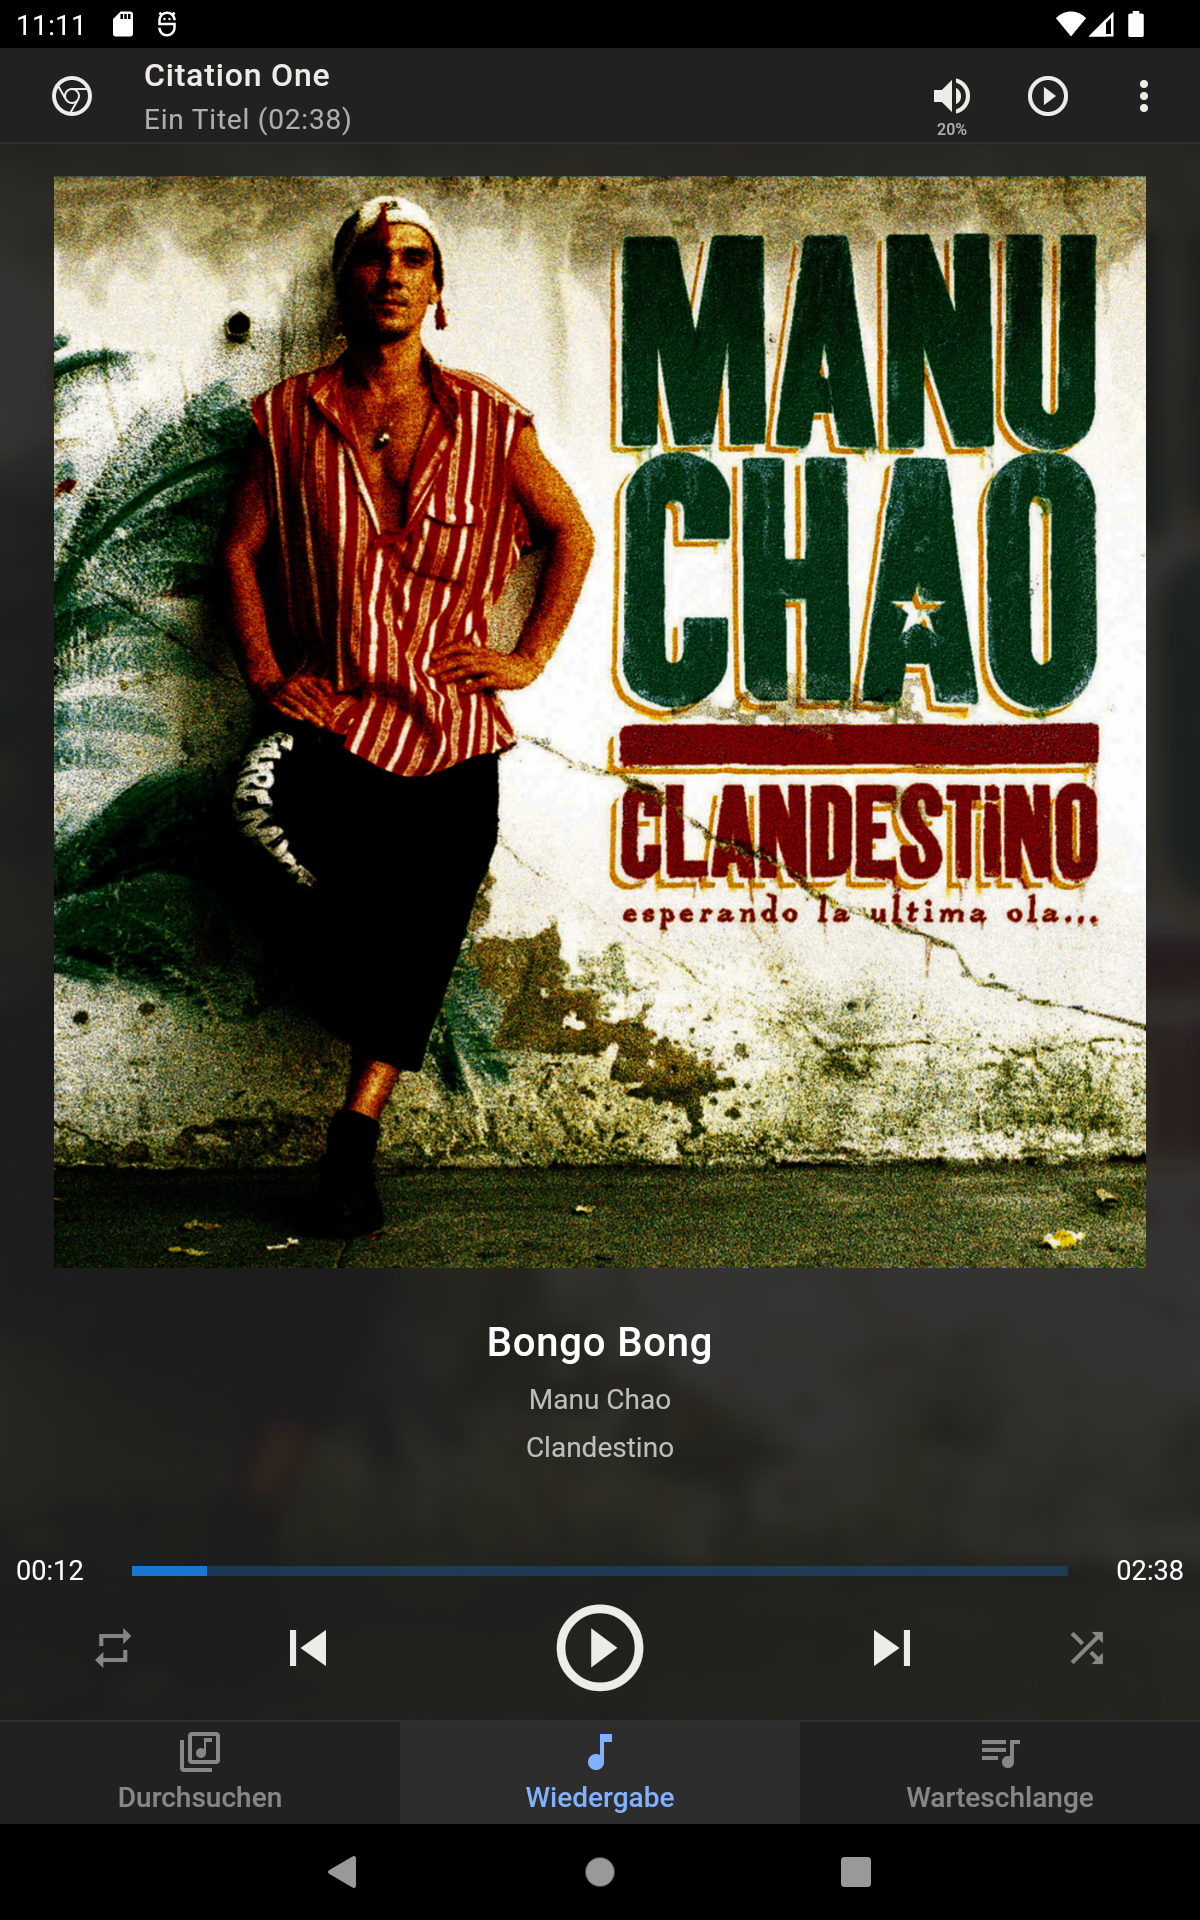 11:11
Citation One
Ein Titel (02:38)
20%
MANU
CHAO
CLANDESTiNO
esperando la ultima ola...
Bongo Bong
Manu Chao
Clandestino
00:12
02:38
Durchsuchen
Wiedergabe
Warteschlange